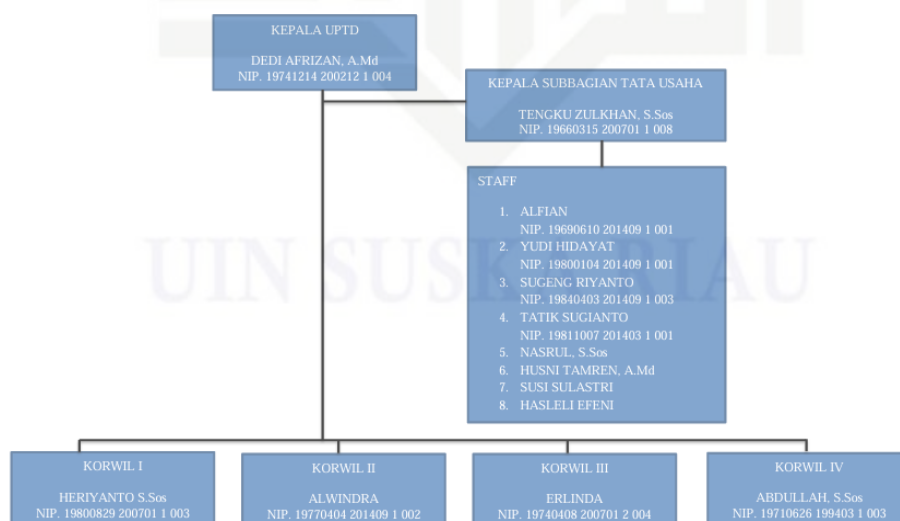 KEPALA UPTD
DEDI AFRIZAN, A.Md
NIP. 19741214 200212 1 004
KEPALA SUBBAGIAN TATA USAHA
TENGKU ZULKHAN, S.Sos
NIP. 19660315 200701 1 008
STAFF
1. ALFIAN
NIP. 19690610 201409 1 001
2. YUDI HIDAYAT
NIP. 19800104 201409 1 001
3. SUGENG RIYANTO
NIP. 19840403 201409 1 003
4. TATIK SUGIANTO
NIP. 19811007 201403 1 001
5. NASRUL, S.Sos
6. HUSNI TAMREN, A.Md
7. SUSI SULASTRI
8. HASLELI EFENI
UIN SUSKA RIAU
KORWIL I
HERIYANTO S.Sos
NIP. 19800829 200701 1 003
KORWIL II
ALWINDRA
NIP. 19770404 201409 1 002
KORWIL III
ERLINDA
NIP. 19740408 200701 2 004
KORWIL IV
ABDULLAH, S.Sos
NIP. 19710626 199403 1 003